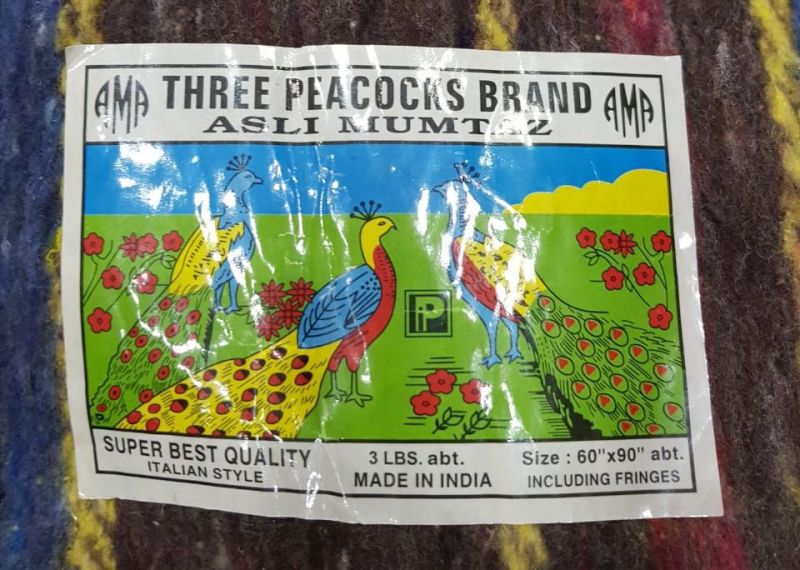 AMA THREE PEACOCKS BRAND AMA
ASLI MUMTAZ
IP
SUPER BEST QUALITY
ITALIAN STYLE
3 LBS. abt.
MADE IN INDIA
Size : 60"x90" abt.
INCLUDING FRINGES